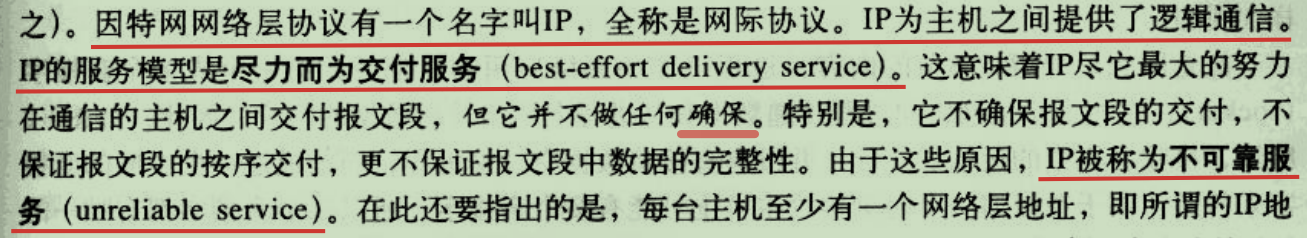 之）。因特网网络层协议有一个名字叫IP，全称是网际协议。IP为主机之间提供了逻辑通信。
IP的服务模型是尽力而为交付服务（best-effort delivery service）。这意味着IP尽它最大的努力
在通信的主机之间交付报文段，但它并不做任何确保。特别是，它不确保报文段的交付，不
保证报文段的按序交付，更不保证报文段中数据的完整性。由于这些原因，IP被称为不可靠服
务（unreliable service）。在此还要指出的是，每台主机至少有一个网络层地址，即所谓的IP地